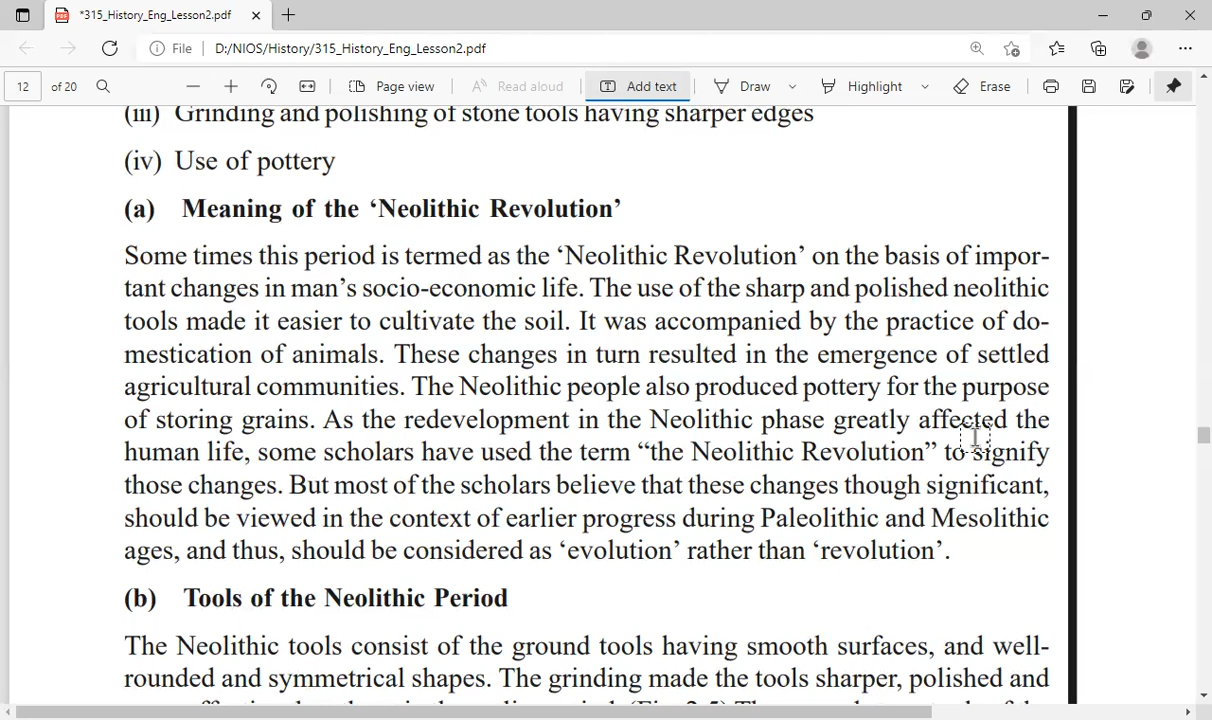 *315_History_Eng_Lesson2.pdf
File D:/NIOS/History/315_History_Eng_Lesson2.pdf
12 of 20 Page view Read aloud Add text Draw Highlight Erase
(iii) Grinding and polishing of stone tools having sharper edges
(iv) Use of pottery
(a) Meaning of the ‘Neolithic Revolution’
Some times this period is termed as the ‘Neolithic Revolution’ on the basis of impor-
tant changes in man’s socio-economic life. The use of the sharp and polished neolithic
tools made it easier to cultivate the soil. It was accompanied by the practice of do-
mestication of animals. These changes in turn resulted in the emergence of settled
agricultural communities. The Neolithic people also produced pottery for the purpose
of storing grains. As the redevelopment in the Neolithic phase greatly affected the
human life, some scholars have used the term “the Neolithic Revolution” to signify
those changes. But most of the scholars believe that these changes though significant,
should be viewed in the context of earlier progress during Paleolithic and Mesolithic
ages, and thus, should be considered as ‘evolution’ rather than ‘revolution’.
(b) Tools of the Neolithic Period
The Neolithic tools consist of the ground tools having smooth surfaces, and well-
rounded and symmetrical shapes. The grinding made the tools sharper, polished and